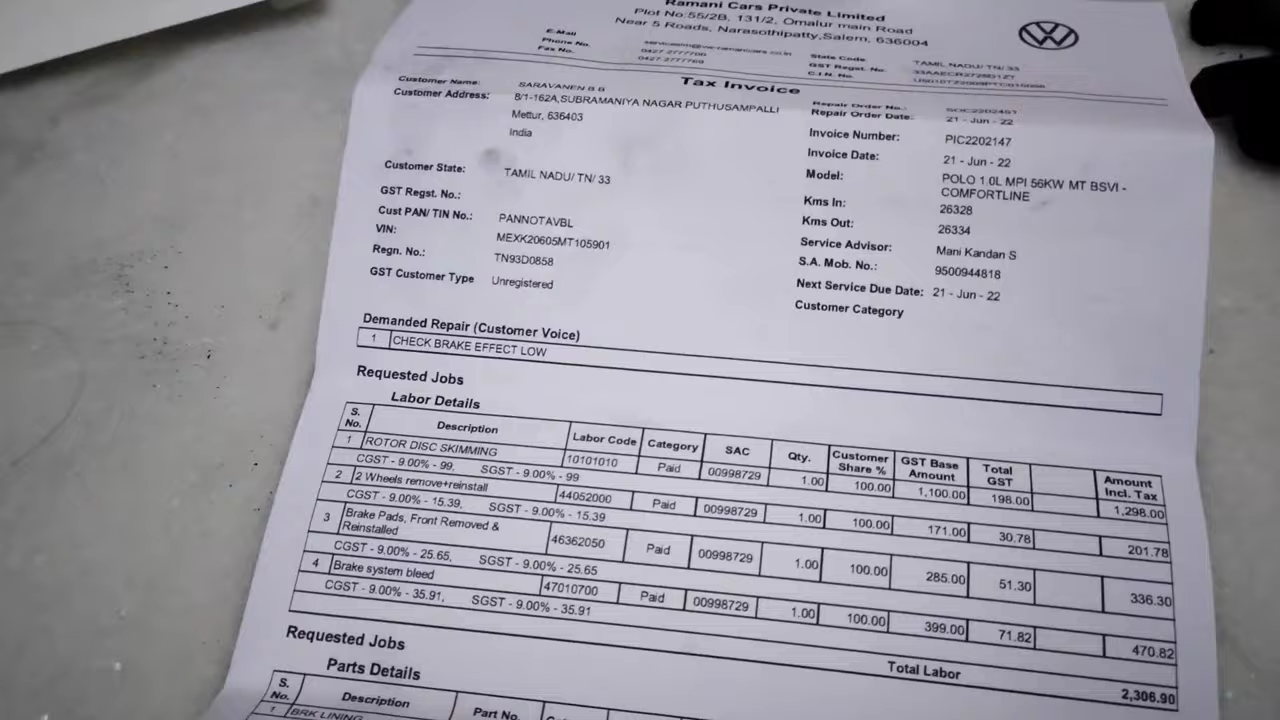 Ramani Cars Private Limited
Plot No:55/2B, 131/2, Omalur main Road
Near 5 Roads, Narasothipatty,Salem, 636004
E-Mail
Phone No. 0427 2777700
Fax No. 0427 2777769
State Code TAMIL NADU/ TN/ 33
GST Regst. No.
C.I.N. No.
Tax Invoice
Customer Name: SARAVANEN B G
Customer Address: 8/1-162A,SUBRAMANIYA NAGAR PUTHUSAMPALLI
Mettur, 636403
India
Customer State: TAMIL NADU/ TN/ 33
GST Regst. No.:
Cust PAN/ TIN No.: PANNOTAVBL
VIN: MEXK20605MT105901
Regn. No.: TN93D0858
GST Customer Type Unregistered
Repair Order No.: SOC2202451
Repair Order Date: 21 - Jun - 22
Invoice Number: PIC2202147
Invoice Date: 21 - Jun - 22
Model: POLO 1.0L MPI 56KW MT BSVI -
COMFORTLINE
Kms In: 26328
Kms Out: 26334
Service Advisor: Mani Kandan S
S.A. Mob. No.: 9500944818
Next Service Due Date: 21 - Jun - 22
Customer Category
Demanded Repair (Customer Voice)
1 CHECK BRAKE EFFECT LOW
Requested Jobs
Labor Details
S. No. Description Labor Code Category SAC Qty. Customer Share % GST Base Amount Total GST Amount Incl. Tax
1 ROTOR DISC SKIMMING 10101010 Paid 00998729 1.00 100.00 1,100.00 198.00 1,298.00
CGST - 9.00% - 99, SGST - 9.00% - 99
2 2 Wheels remove+reinstall 44052000 Paid 00998729 1.00 100.00 171.00 30.78 201.78
CGST - 9.00% - 15.39, SGST - 9.00% - 15.39
3 Brake Pads, Front Removed & Reinstalled 46362050 Paid 00998729 1.00 100.00 285.00 51.30 336.30
CGST - 9.00% - 25.65, SGST - 9.00% - 25.65
4 Brake system bleed 47010700 Paid 00998729 1.00 100.00 399.00 71.82 470.82
CGST - 9.00% - 35.91, SGST - 9.00% - 35.91
Total Labor 2,306.90
Requested Jobs
Parts Details
S. No. Description Part No.
1 BRK LINING